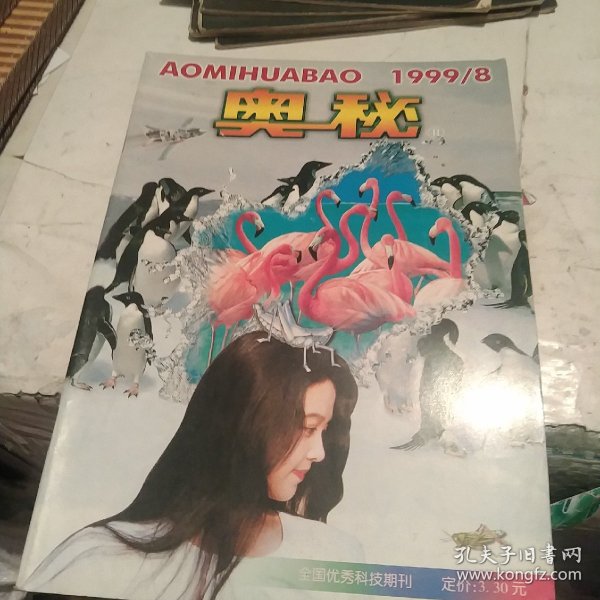 AOMIHUABAO 1999/8
奥秘
全国优秀科技期刊 定价:3.30元
孔夫子旧书网
www.kongfz.com